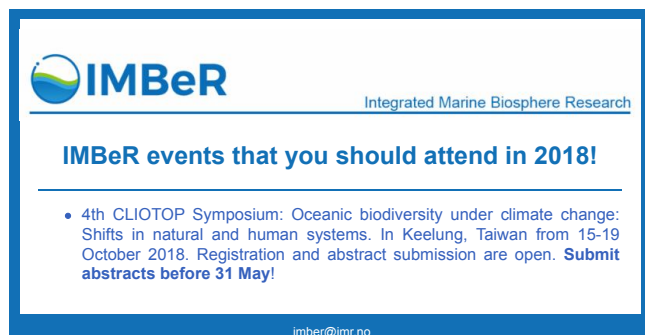 IMBeR
Integrated Marine Biosphere Research
IMBeR events that you should attend in 2018!
• 4th CLIOTOP Symposium: Oceanic biodiversity under climate change:
Shifts in natural and human systems. In Keelung, Taiwan from 15-19
October 2018. Registration and abstract submission are open. Submit
abstracts before 31 May!
imber@imr.no